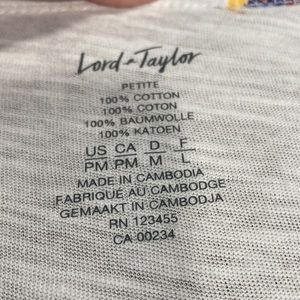 Lord & Taylor
PETITE
100% COTTON
100% COTON
100% BAUMWOLLE
100% KATOEN
US CA D F
PM PM M L
MADE IN CAMBODIA
FABRIQUÉ AU CAMBODGE
GEMAAKT IN CAMBODJA
RN 123455
CA 00234